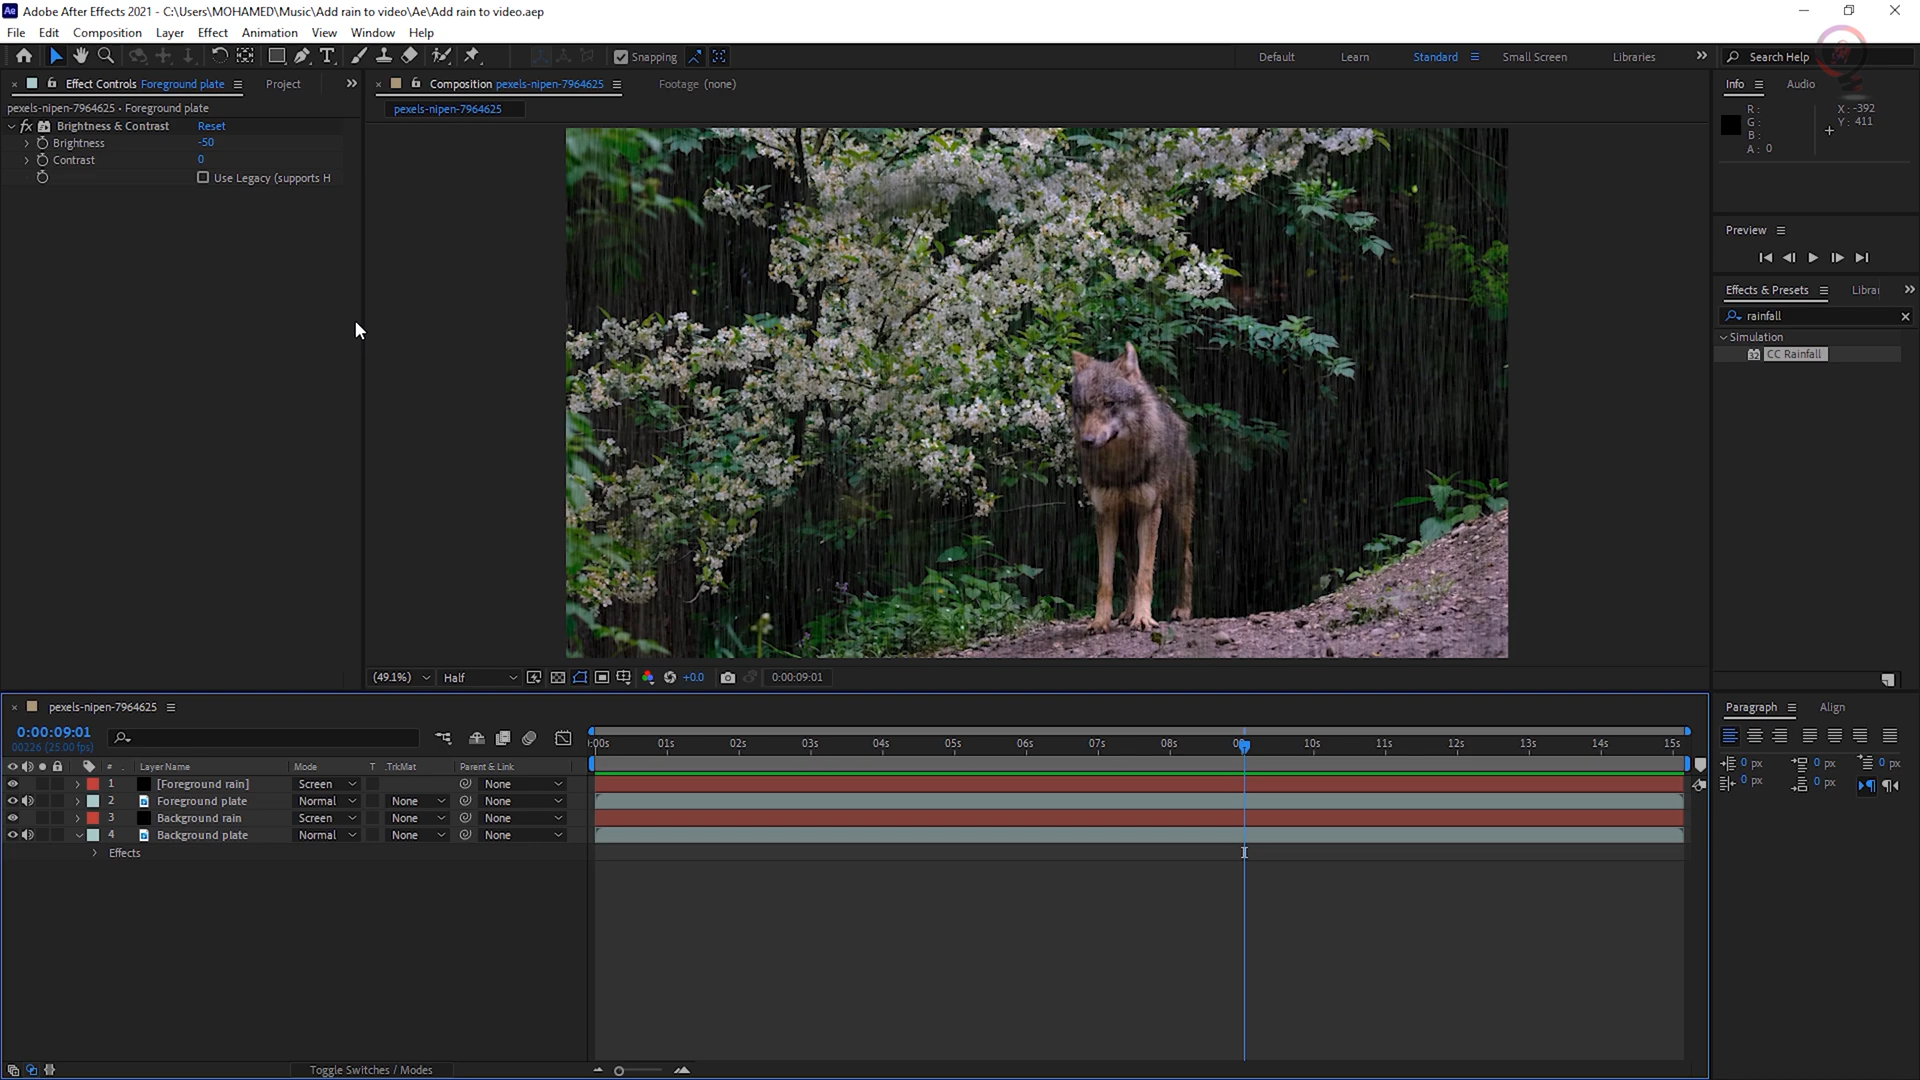 Adobe After Effects 2021 - C:\Users\MOHAMED\Music\Add rain to video\Ae\Add rain to video.aep
File Edit Composition Layer Effect Animation View Window Help
Snapping Default Learn Standard Small Screen Libraries Search Help
Effect Controls Foreground plate Project
Composition pexels-nipen-7964625 Footage (none)
Info Audio
pexels-nipen-7964625 • Foreground plate
pexels-nipen-7964625
R: X: -392
G: Y: 411
B:
A: 0
fx Brightness & Contrast Reset
Brightness -50
Contrast 0
Use Legacy (supports H
Preview
Effects & Presets Librar
rainfall
Simulation
CC Rainfall
(49.1%) Half +0.0 0:00:09:01
pexels-nipen-7964625
0:00:09:01
00226 (25.00 fps)
:00s 01s 02s 03s 04s 05s 06s 07s 08s 10s 11s 12s 13s 14s 15s
# Layer Name Mode T .TrkMat Parent & Link
1 [Foreground rain] Screen None
2 Foreground plate Normal None None
3 Background rain Screen None None
4 Background plate Normal None None
Effects
Toggle Switches / Modes
Paragraph Align
0 px 0 px 0 px
0 px 0 px